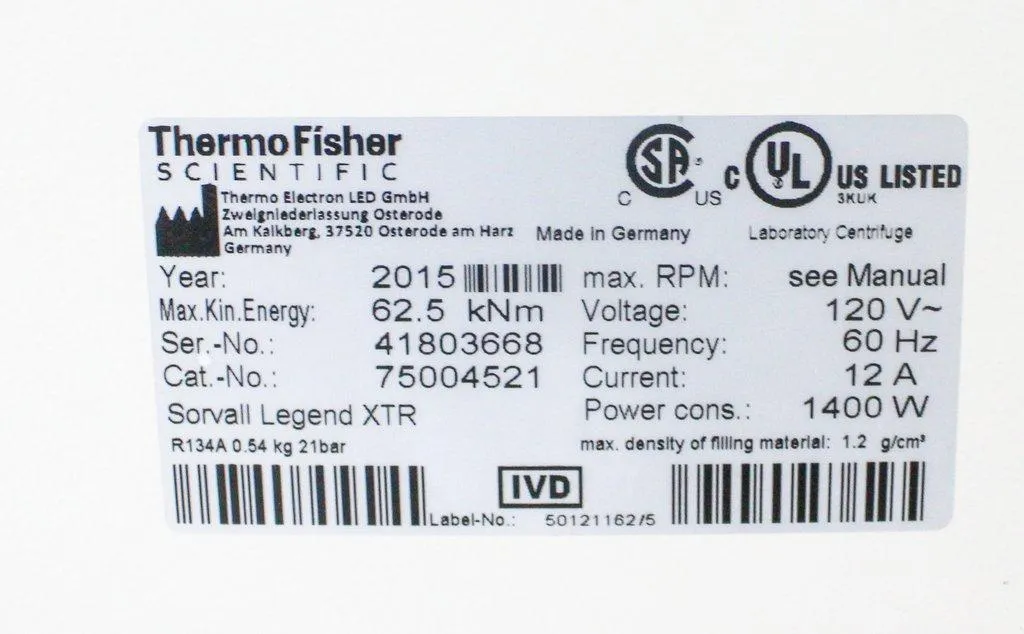 ThermoFisher
SCIENTIFIC
Thermo Electron LED GmbH
Zweigniederlassung Osterode
Am Kalkberg, 37520 Osterode am Harz
Germany
Made in Germany
SA
C US
C UL US LISTED
3KUK
Laboratory Centrifuge
Year: 2015
Max.Kin.Energy: 62.5 kNm
Ser.-No.: 41803668
Cat.-No.: 75004521
Sorvall Legend XTR
R134A 0.54 kg 21bar
max. RPM: see Manual
Voltage: 120 V~
Frequency: 60 Hz
Current: 12 A
Power cons.: 1400 W
max. density of filling material: 1.2 g/cm³
IVD
Label-No.: 50121162/5